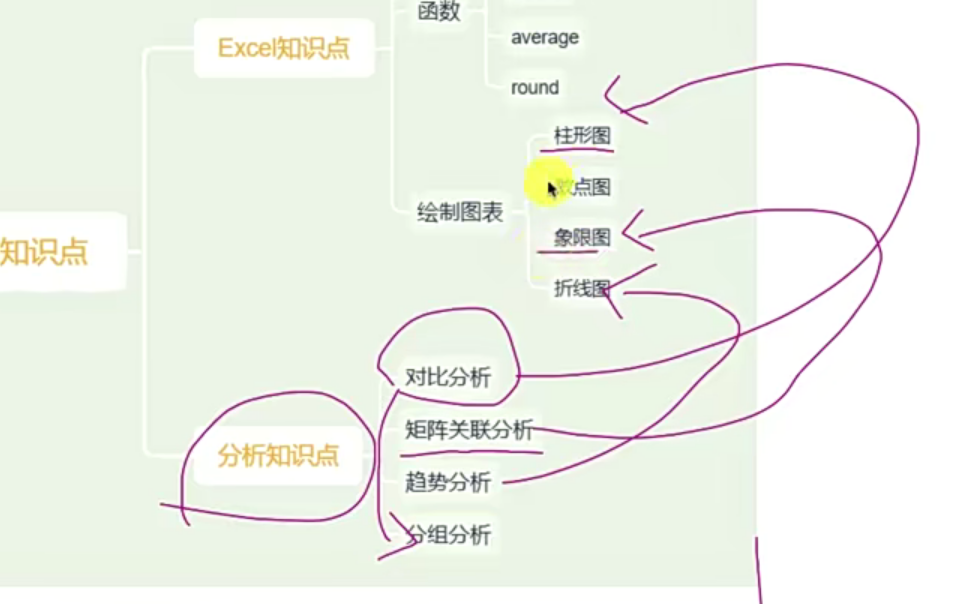 函数
Excel知识点
average
round
柱形图
散点图
绘制图表
象限图
知识点
折线图
对比分析
矩阵关联分析
分析知识点
趋势分析
分组分析